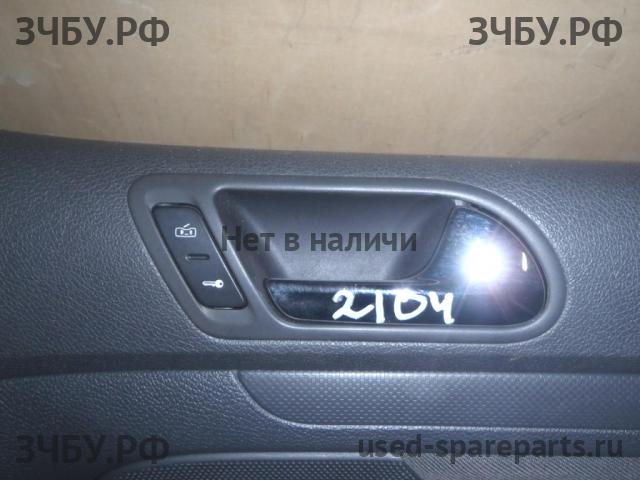 ЗЧБУ.РФ ЗЧБУ.РФ
Нет в наличи
2104
ЗЧБУ.РФ used-spareparts.ru